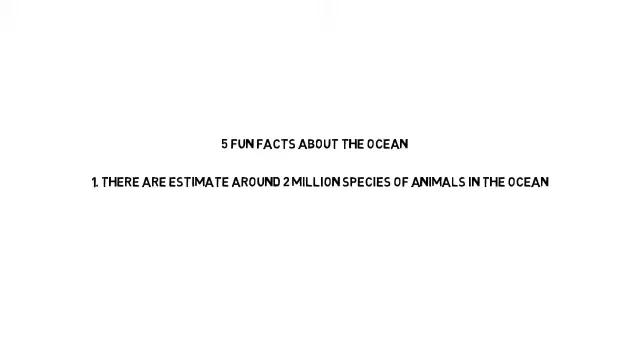 5 FUN FACTS ABOUT THE OCEAN
1. THERE ARE ESTIMATE AROUND 2 MILLION SPECIES OF ANIMALS IN THE OCEAN